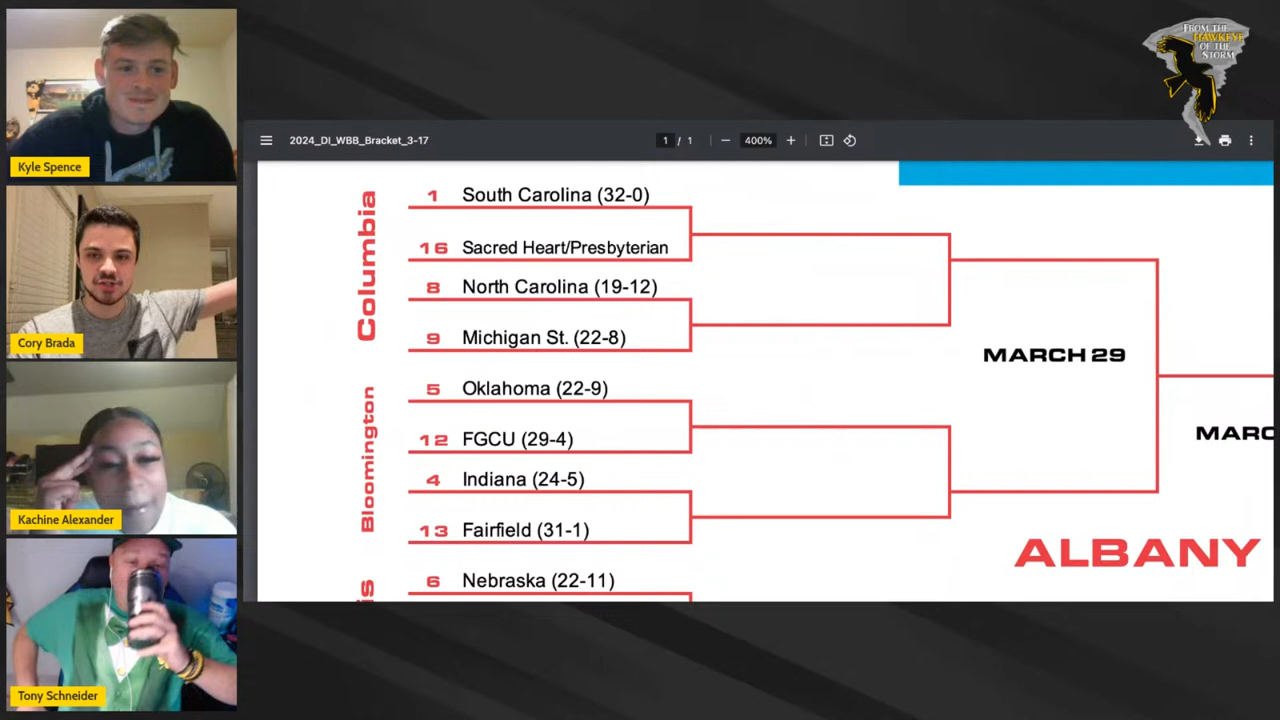 Kyle Spence
Cory Brada
Kachine Alexander
Tony Schneider
FROM THE
HAWKEYE
OF THE
STORM
2024_DI_WBB_Bracket_3-17
1 / 1
400%
Columbia
1 South Carolina (32-0)
16 Sacred Heart/Presbyterian
8 North Carolina (19-12)
9 Michigan St. (22-8)
MARCH 29
Bloomington
5 Oklahoma (22-9)
12 FGCU (29-4)
4 Indiana (24-5)
13 Fairfield (31-1)
MARC
ALBANY
6 Nebraska (22-11)
is